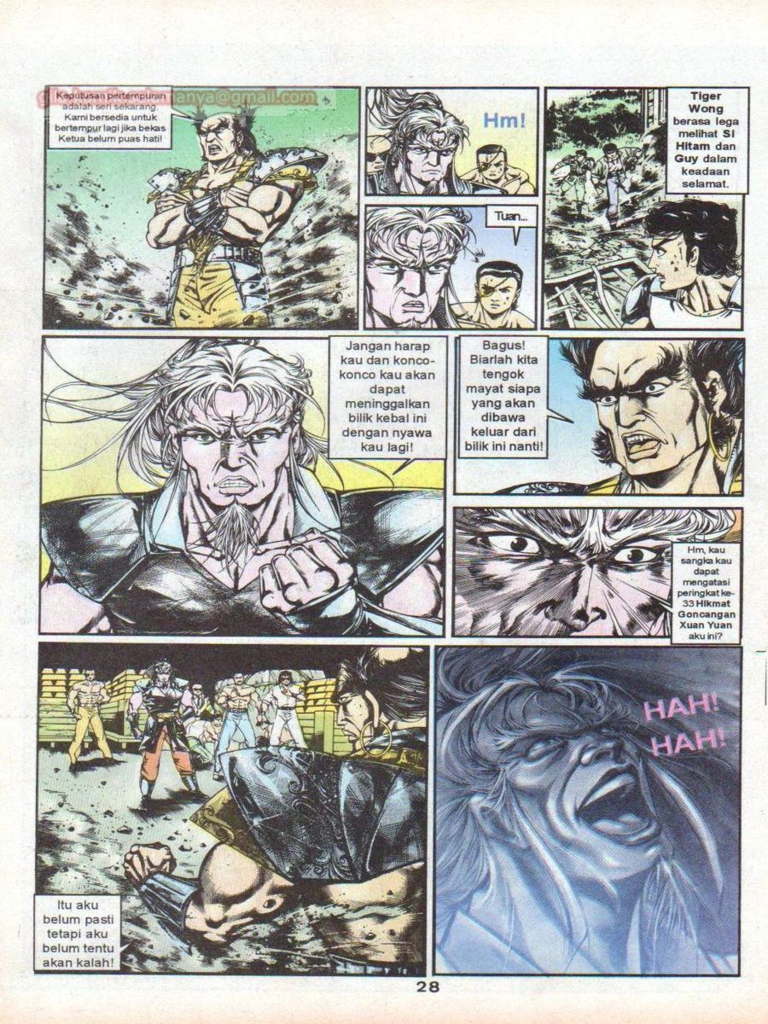 Keputusan pertempuran
adalah seri sekarang.
Kami bersedia untuk
bertempur lagi jika bekas
Ketua belum puas hati!
anya@gmail.com
Hm!
Tuan...
Tiger
Wong
berasa lega
melihat Si
Hitam dan
Guy dalam
keadaan
selamat.
Jangan harap
kau dan konco-
konco kau akan
dapat
meninggalkan
bilik kebal ini
dengan nyawa
kau lagi!
Bagus!
Biarlah kita
tengok
mayat siapa
yang akan
dibawa
keluar dari
bilik ini nanti!
Hm, kau
sangka kau
dapat
mengatasi
peringkat ke-
33 Hikmat
Goncangan
Xuan Yuan
aku ini?
Itu aku
belum pasti
tetapi aku
belum tentu
akan kalah!
HAH!
HAH!
28